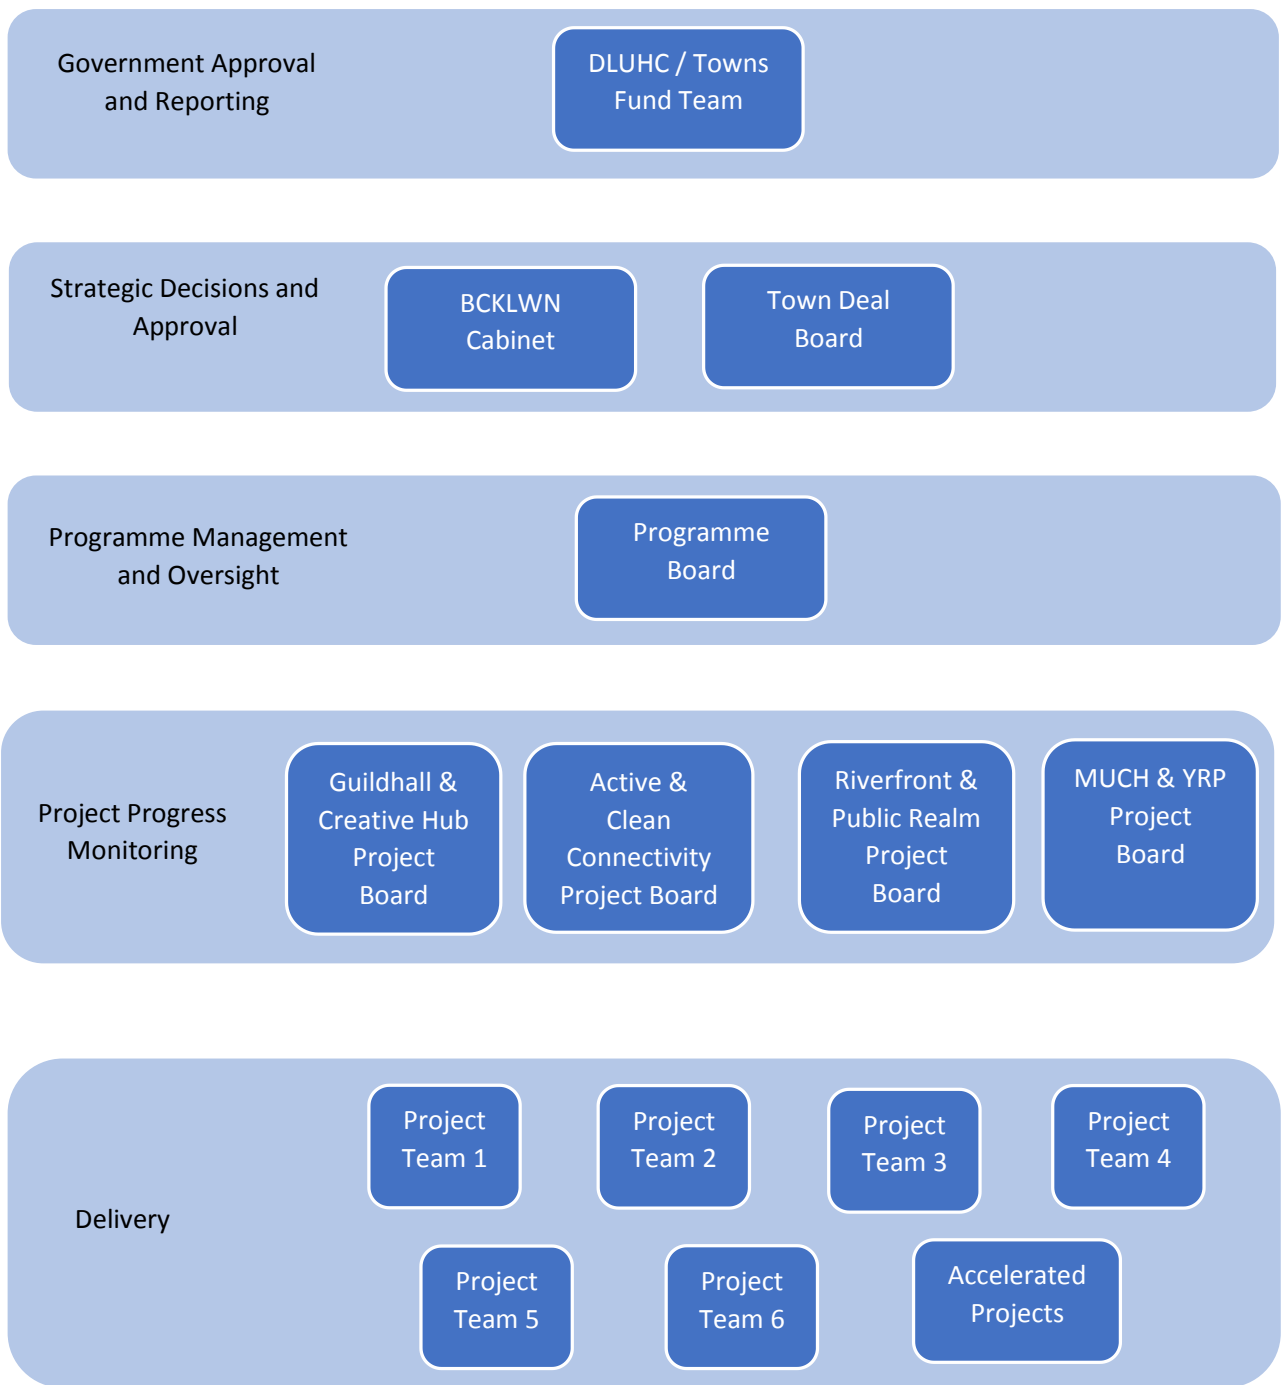 Government Approval
and Reporting
DLUHC / Towns
Fund Team
Strategic Decisions and
Approval
BCKLWN
Cabinet
Town Deal
Board
Programme Management
and Oversight
Programme
Board
Project Progress
Monitoring
Guildhall &
Creative Hub
Project
Board
Active &
Clean
Connectivity
Project Board
Riverfront &
Public Realm
Project
Board
MUCH & YRP
Project
Board
Delivery
Project
Team 1
Project
Team 2
Project
Team 3
Project
Team 4
Project
Team 5
Project
Team 6
Accelerated
Projects